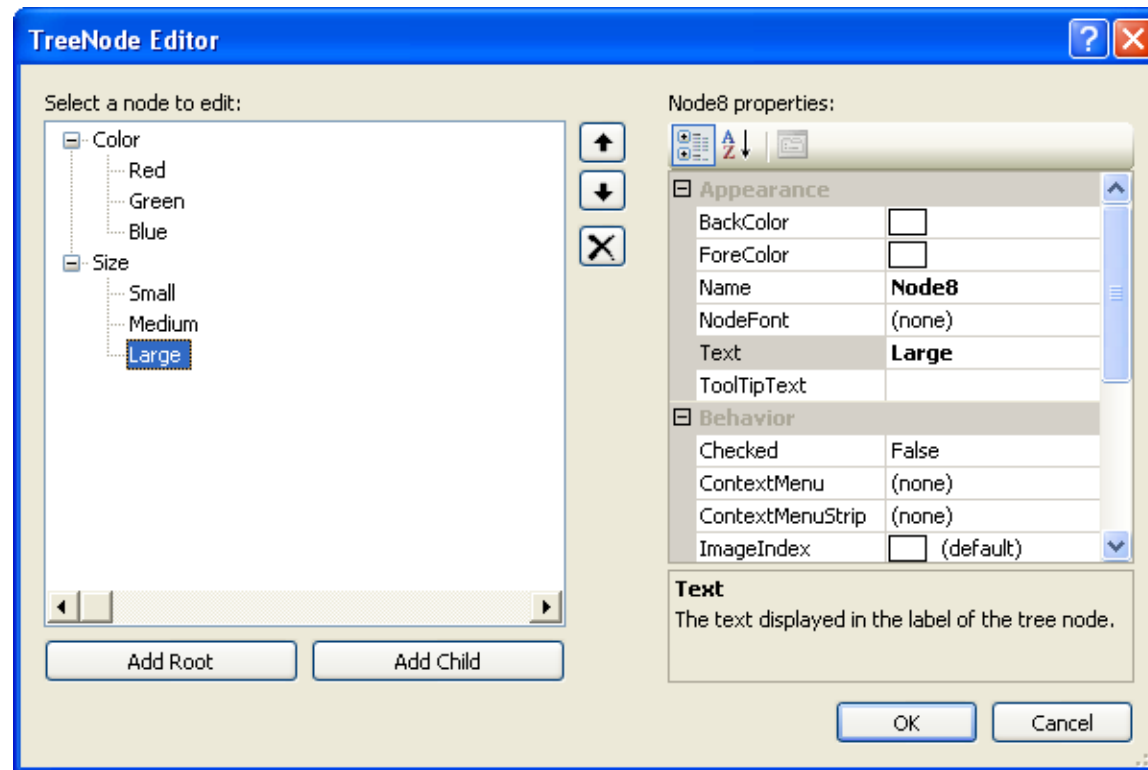 TreeNode Editor
Select a node to edit:
Color
Red
Green
Blue
Size
Small
Medium
Large
Add Root
Add Child
Node8 properties:
A
Z
Appearance
BackColor
ForeColor
Name Node8
NodeFont (none)
Text Large
ToolTipText
Behavior
Checked False
ContextMenu (none)
ContextMenuStrip (none)
ImageIndex (default)
Text
The text displayed in the label of the tree node.
OK
Cancel